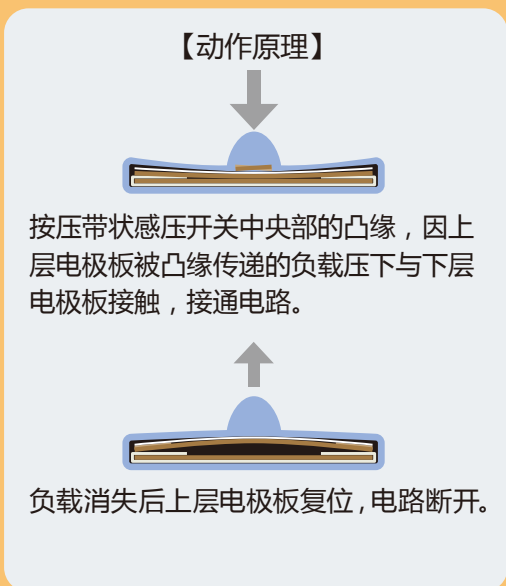 【动作原理】
按压带状感压开关中央部的凸缘，因上
层电极板被凸缘传递的负载压下与下层
电极板接触，接通电路。
负载消失后上层电极板复位，电路断开。